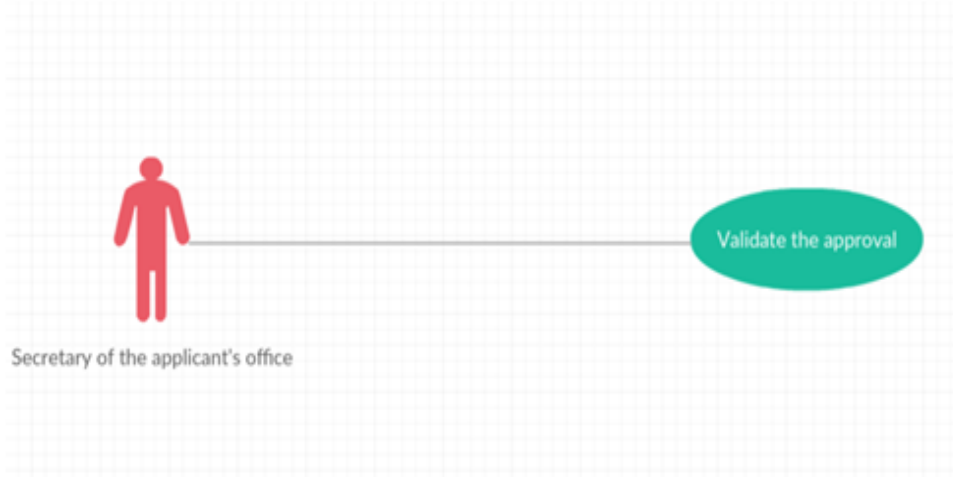 Validate the approval
Secretary of the applicant's office